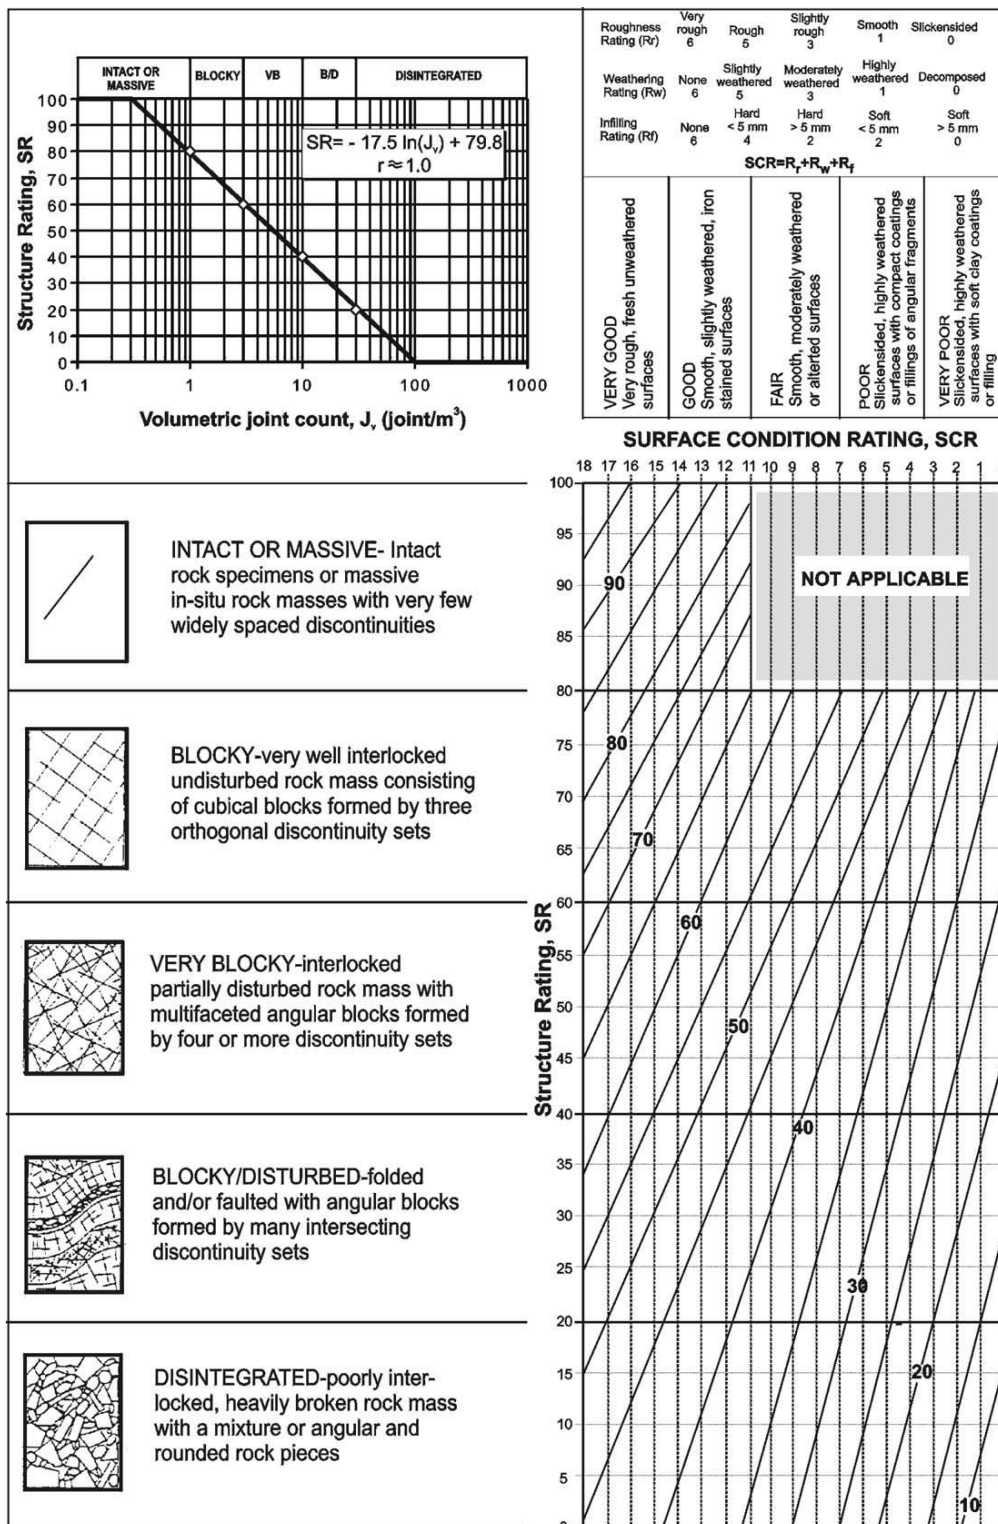 INTACT OR
MASSIVE
BLOCKY
VB
B/D
DISINTEGRATED
100
90
80
70
60
50
40
30
20
10
0
Structure Rating, SR
SR= - 17.5 ln(Jᵥ) + 79.8
r ≈ 1.0
0.1 1 10 100 1000
Volumetric joint count, Jᵥ (joint/m³)
Roughness
Rating (Rr)
Very
rough
6
Rough
5
Slightly
rough
3
Smooth
1
Slickensided
0
Weathering
Rating (Rw)
None
6
Slightly
weathered
5
Moderately
weathered
3
Highly
weathered
1
Decomposed
0
Infilling
Rating (Rf)
None
6
Hard
< 5 mm
4
Hard
> 5 mm
2
Soft
< 5 mm
2
Soft
> 5 mm
0
SCR=Rr+Rw+Rf
VERY GOOD
Very rough, fresh unweathered
surfaces
GOOD
Smooth, slightly weathered, iron
stained surfaces
FAIR
Smooth, moderately weathered
or alterted surfaces
POOR
Slickensided, highly weathered
surfaces with compact coatings
or fillings of angular fragments
VERY POOR
Slickensided, highly weathered
surfaces with soft clay coatings
or filling
SURFACE CONDITION RATING, SCR
18 17 16 15 14 13 12 11 10 9 8 7 6 5 4 3 2 1
INTACT OR MASSIVE- Intact
rock specimens or massive
in-situ rock masses with very few
widely spaced discontinuities
BLOCKY-very well interlocked
undisturbed rock mass consisting
of cubical blocks formed by three
orthogonal discontinuity sets
VERY BLOCKY-interlocked
partially disturbed rock mass with
multifaceted angular blocks formed
by four or more discontinuity sets
BLOCKY/DISTURBED-folded
and/or faulted with angular blocks
formed by many intersecting
discontinuity sets
DISINTEGRATED-poorly inter-
locked, heavily broken rock mass
with a mixture or angular and
rounded rock pieces
Structure Rating, SR
100
95
90
85
80
75
70
65
60
55
50
45
40
35
30
25
20
15
10
5
0
NOT APPLICABLE
90
80
70
60
50
40
30
20
10